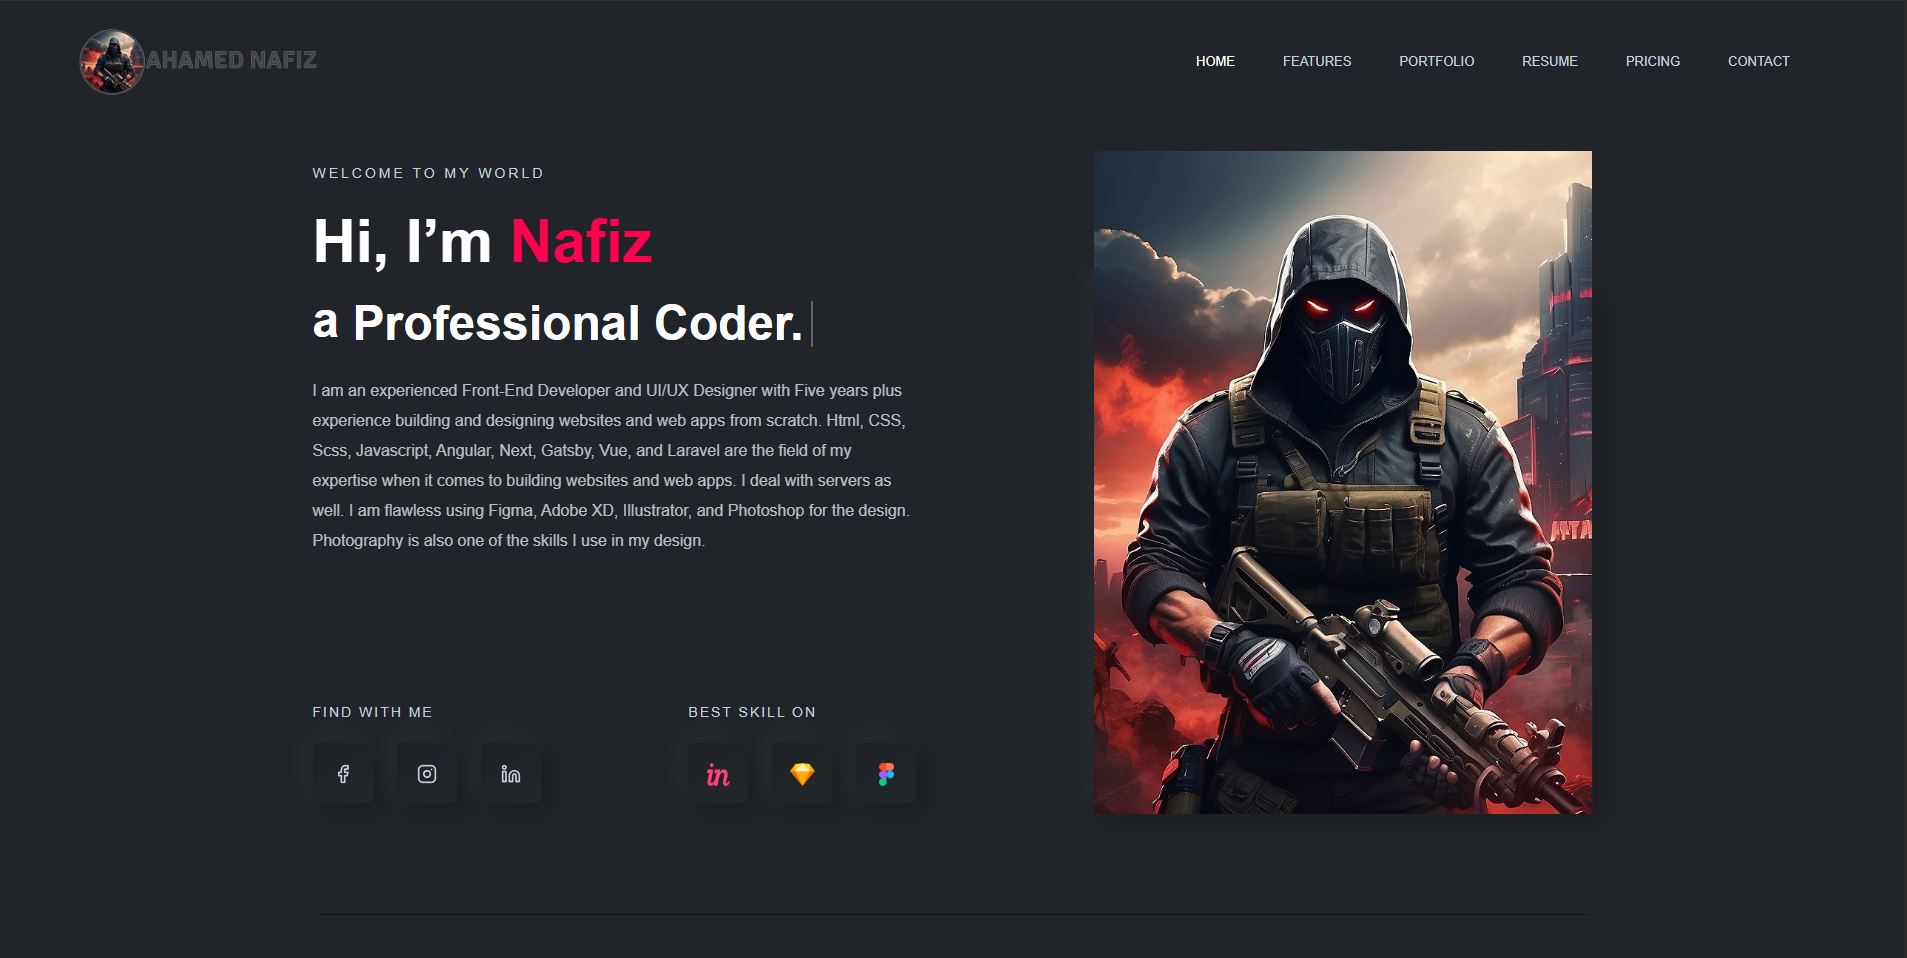 AHAMED NAFIZ
HOME FEATURES PORTFOLIO RESUME PRICING CONTACT
WELCOME TO MY WORLD
Hi, I’m Nafiz
a Professional Coder.
I am an experienced Front-End Developer and UI/UX Designer with Five years plus
experience building and designing websites and web apps from scratch. Html, CSS,
Scss, Javascript, Angular, Next, Gatsby, Vue, and Laravel are the field of my
expertise when it comes to building websites and web apps. I deal with servers as
well. I am flawless using Figma, Adobe XD, Illustrator, and Photoshop for the design.
Photography is also one of the skills I use in my design.
FIND WITH ME
BEST SKILL ON
in
in